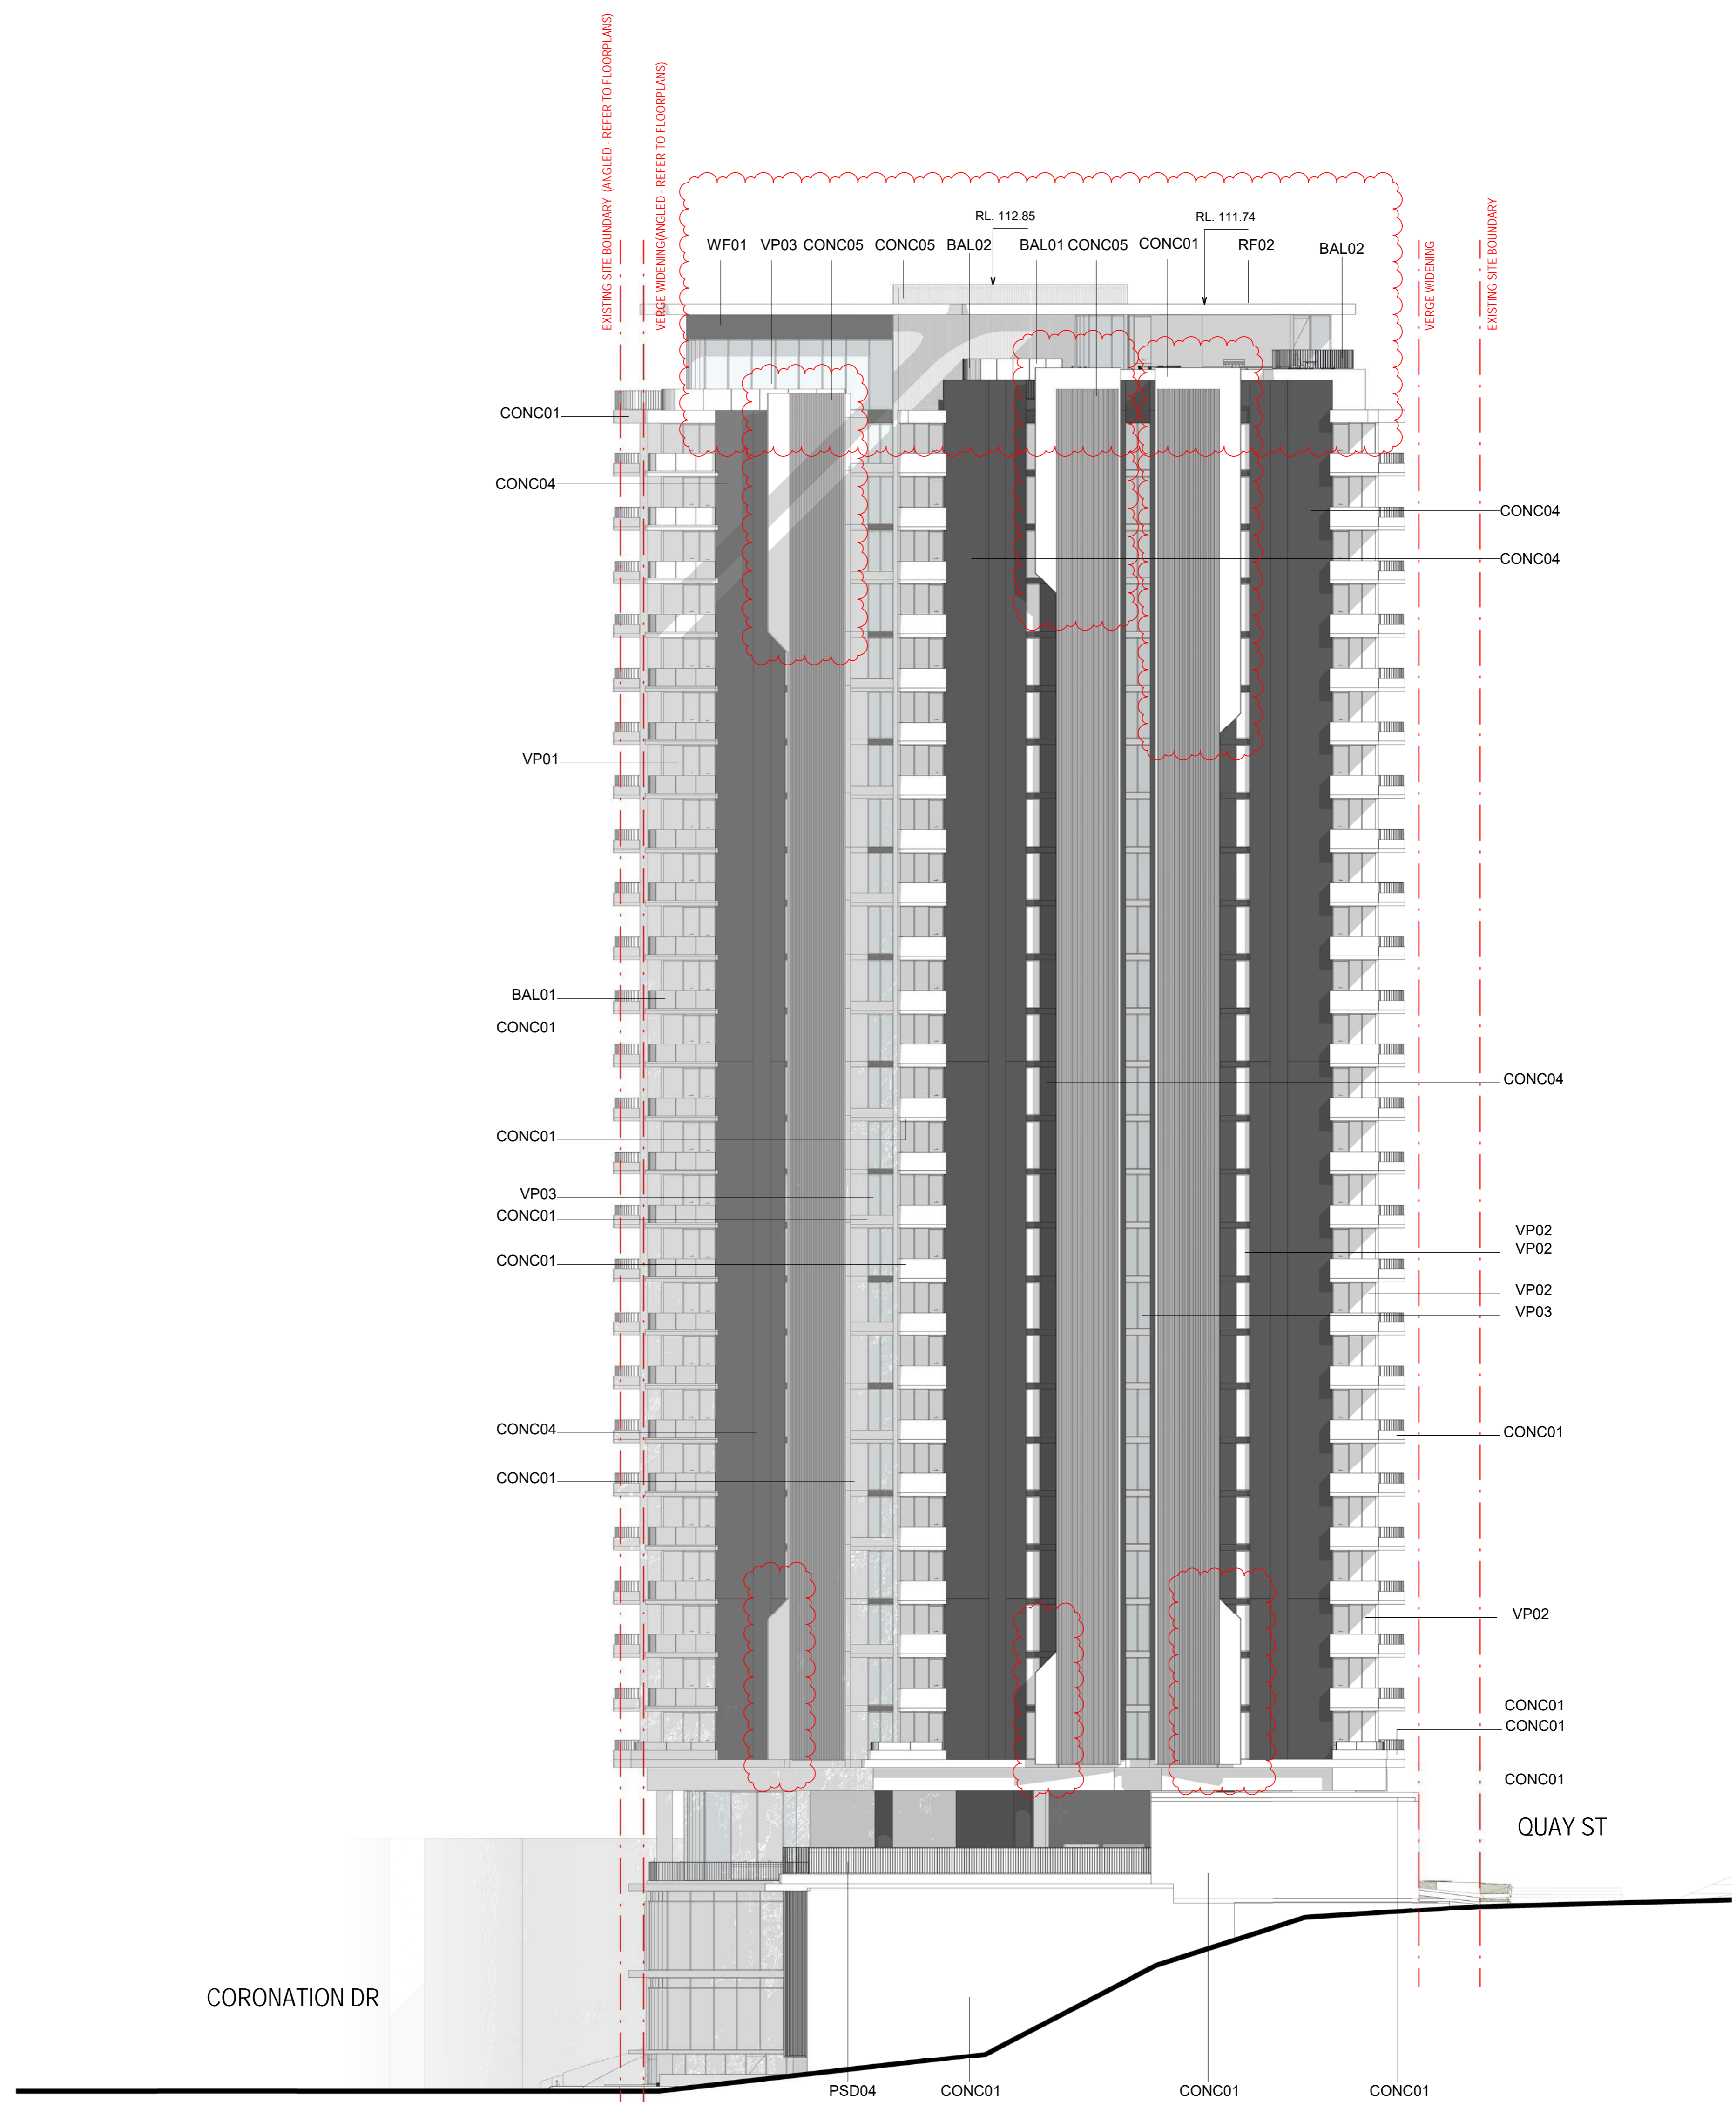 EXISTING SITE BOUNDARY (ANGLED - REFER TO FLOORPLANS)
VERGE WIDENING(ANGLED - REFER TO FLOORPLANS)
RL. 112.85
RL. 111.74
WF01
VP03
CONC05
CONC05
BAL02
BAL01
CONC05
CONC01
RF02
BAL02
VERGE WIDENING
EXISTING SITE BOUNDARY
CONC01
CONC04
CONC04
CONC04
VP01
BAL01
CONC01
CONC04
CONC01
VP03
CONC01
VP02
VP02
CONC01
VP02
VP03
CONC04
CONC01
CONC01
VP02
CONC01
CONC01
CONC01
QUAY ST
CORONATION DR
PSD04
CONC01
CONC01
CONC01